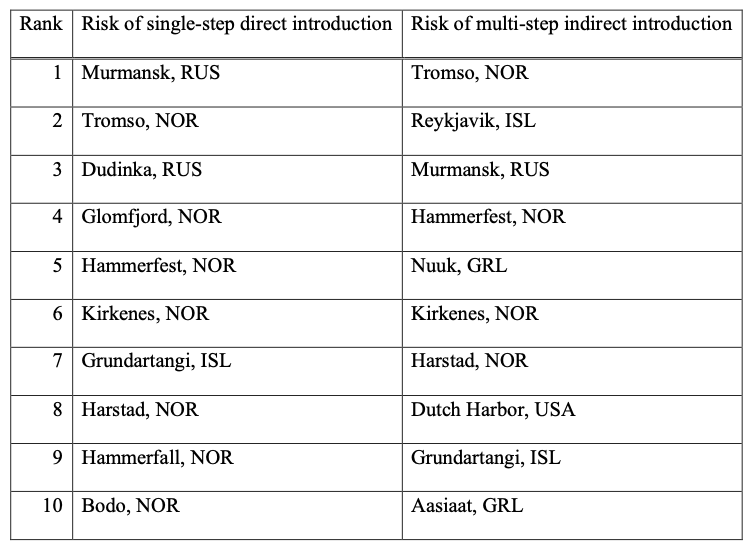 Rank Risk of single-step direct introduction Risk of multi-step indirect introduction
1 Murmansk, RUS Tromso, NOR
2 Tromso, NOR Reykjavik, ISL
3 Dudinka, RUS Murmansk, RUS
4 Glomfjord, NOR Hammerfest, NOR
5 Hammerfest, NOR Nuuk, GRL
6 Kirkenes, NOR Kirkenes, NOR
7 Grundartangi, ISL Harstad, NOR
8 Harstad, NOR Dutch Harbor, USA
9 Hammerfall, NOR Grundartangi, ISL
10 Bodo, NOR Aasiaat, GRL